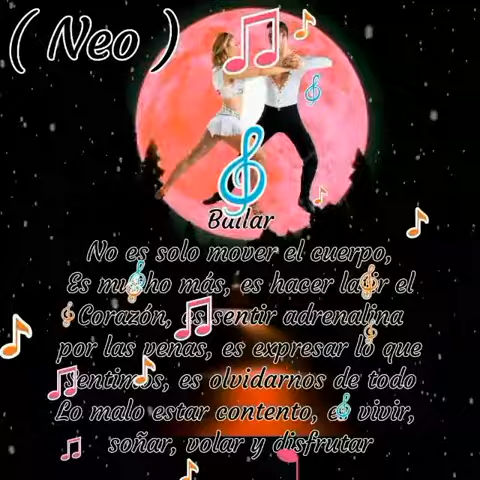 ( Neo )
Bailar
No es solo mover el cuerpo,
Es mucho más, es hacer latir el
Corazón, es sentir adrenalina
por las venas, es expresar lo que
sentimos, es olvidarnos de todo
Lo malo estar contento, es vivir,
soñar, volar y disfrutar